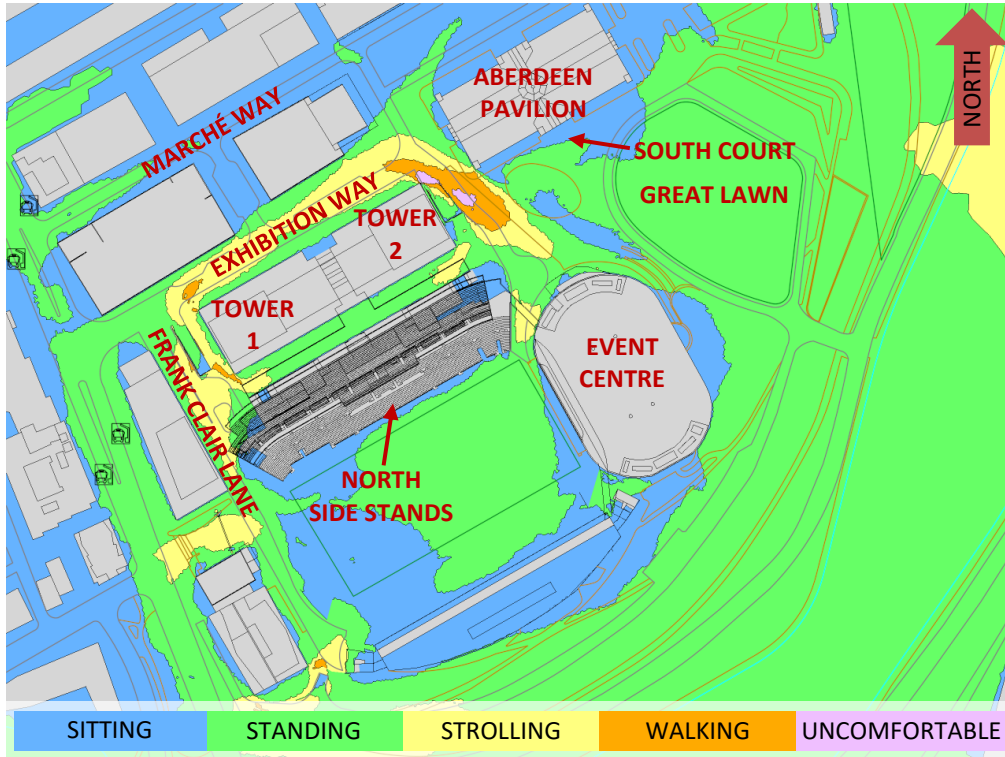 ABERDEEN
PAVILION
NORTH
MARCHÉ WAY
SOUTH COURT
GREAT LAWN
EXHIBITION WAY
TOWER
2
TOWER
1
FRANK CLAIR LANE
EVENT
CENTRE
NORTH
SIDE STANDS
SITTING
STANDING
STROLLING
WALKING
UNCOMFORTABLE